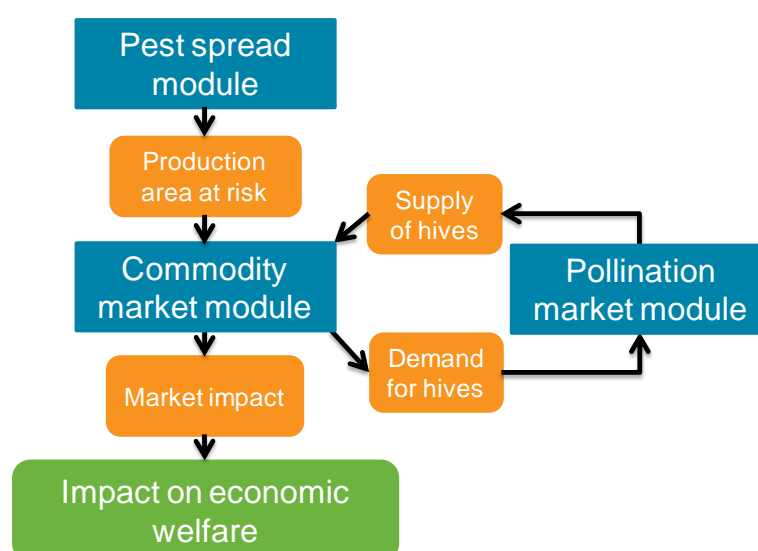 Pest spread
module
Production
area at risk
Supply
of hives
Commodity
market module
Pollination
market module
Demand
for hives
Market impact
Impact on economic
welfare